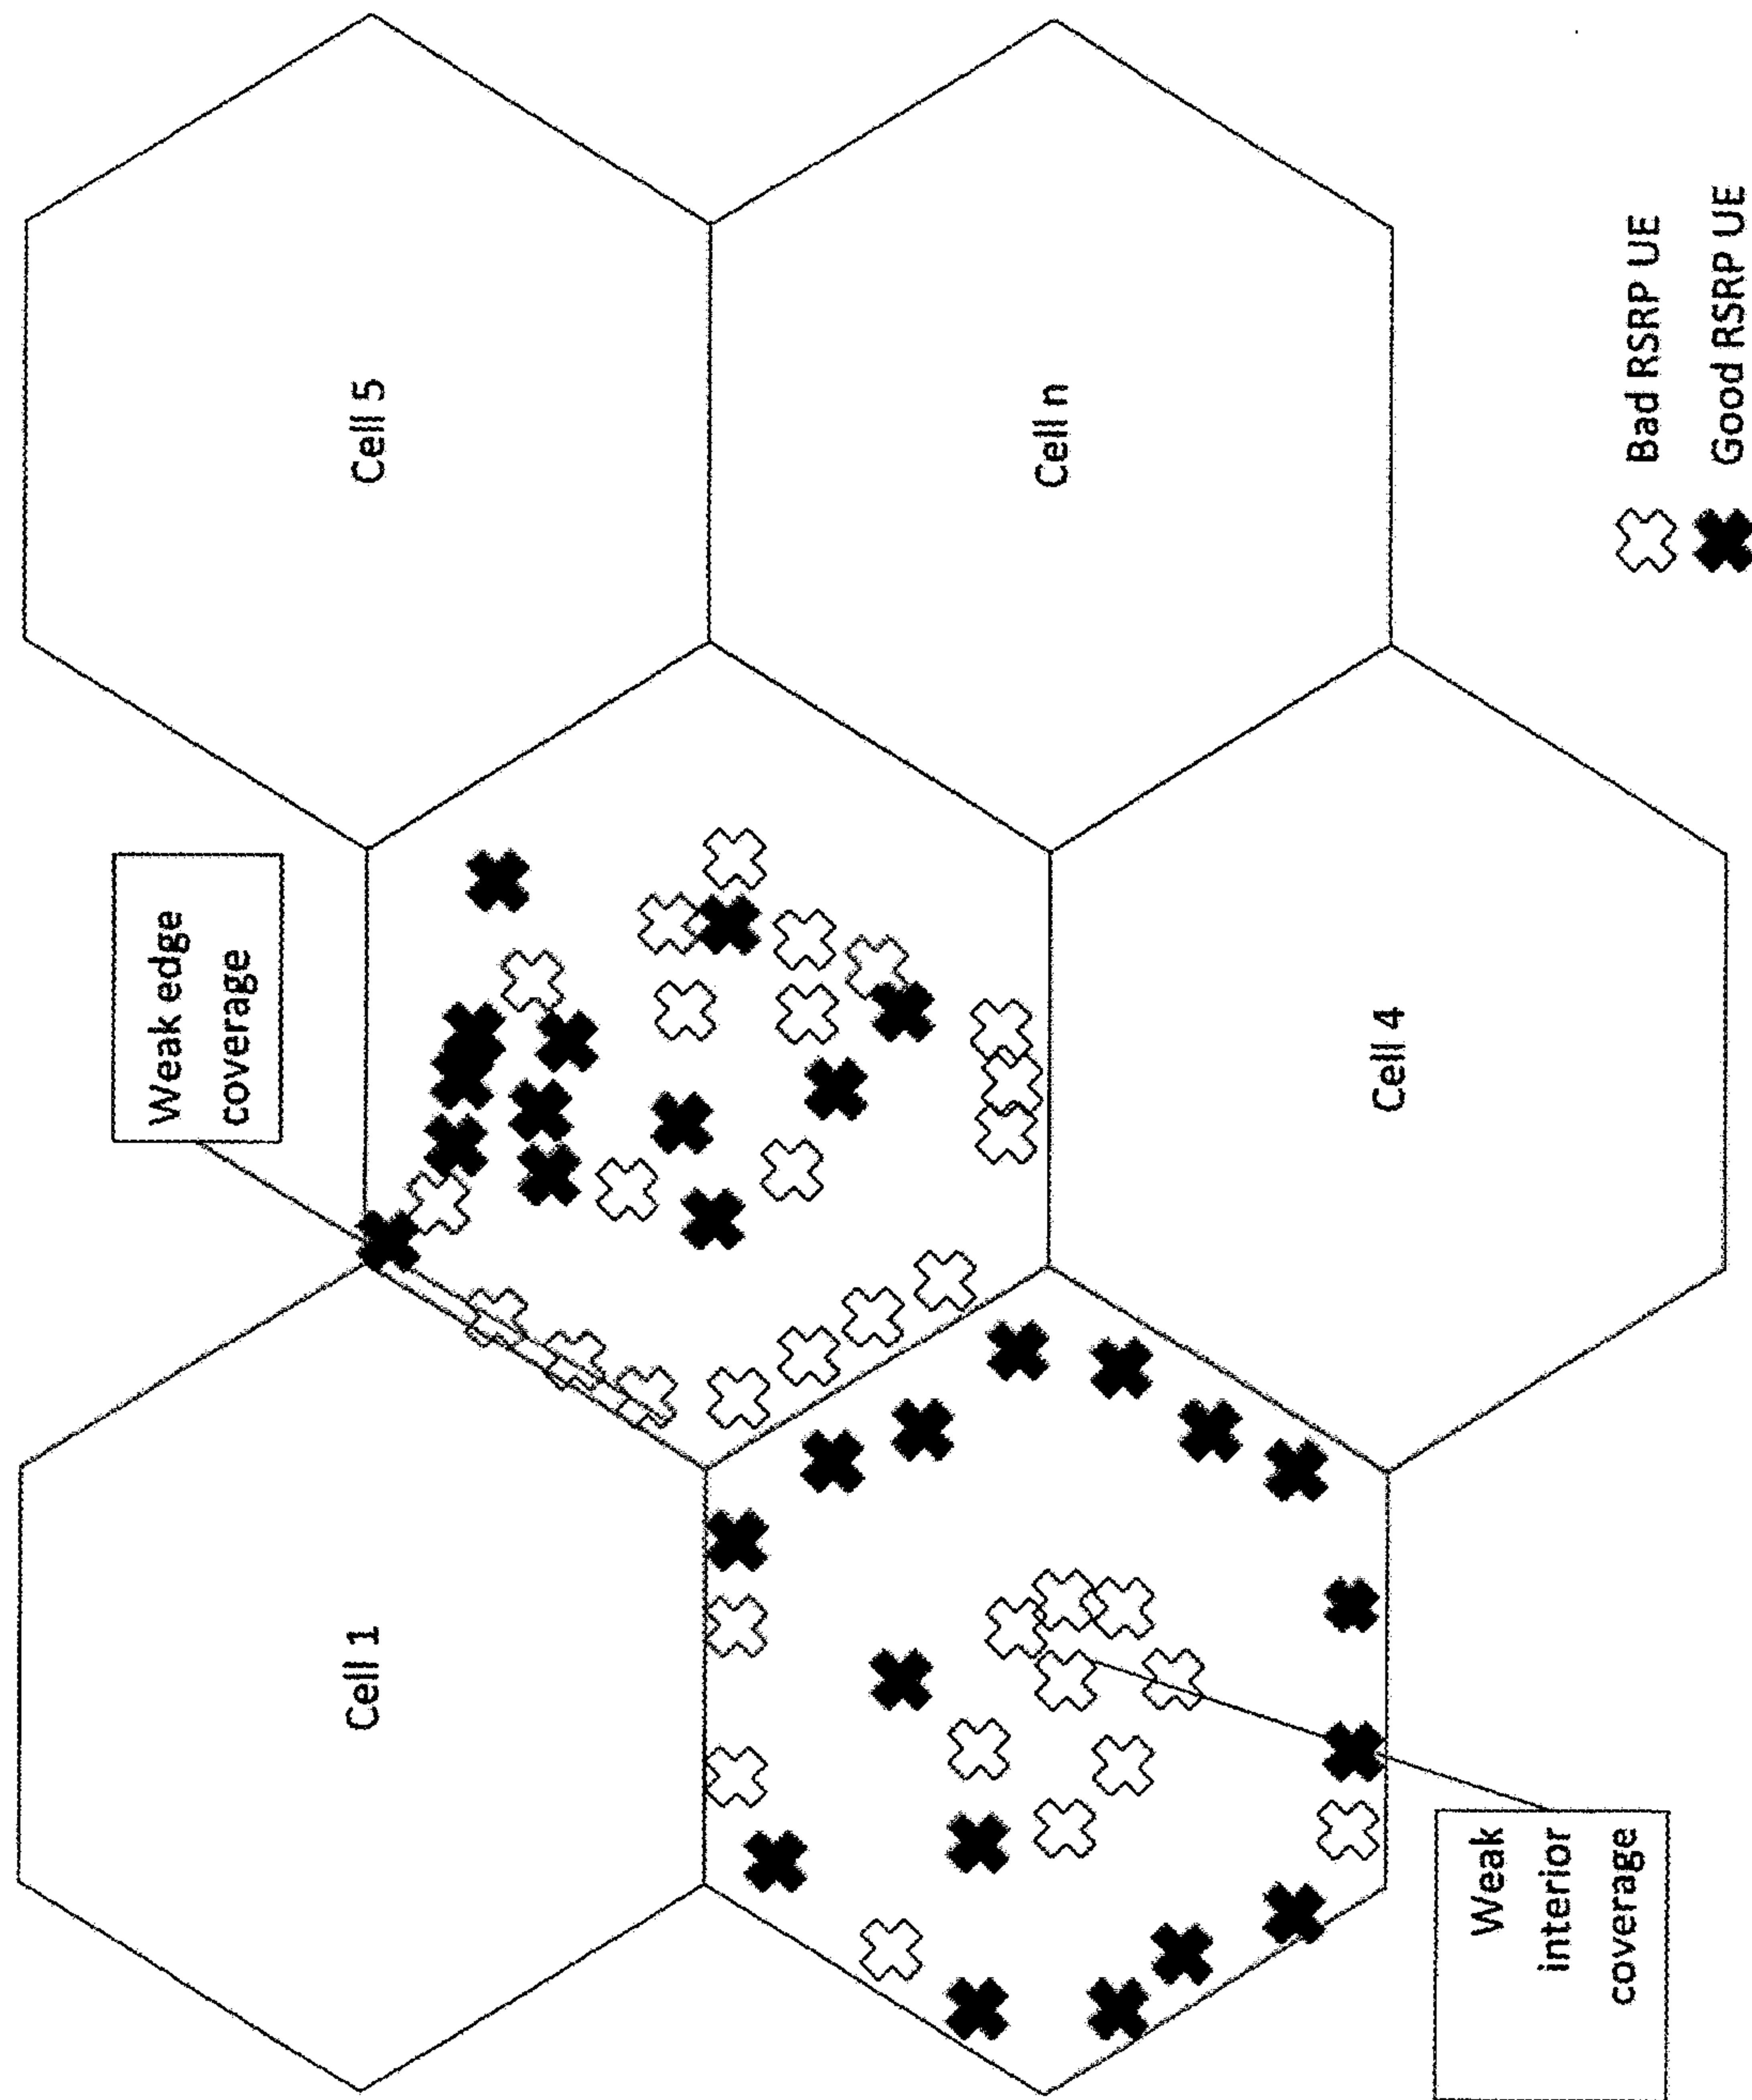 Weak edge
coverage
Cell 5
Cell 1
Cell n
Cell 4
Weak
interior
coverage
Bad RSRP UE
Good RSRP UE